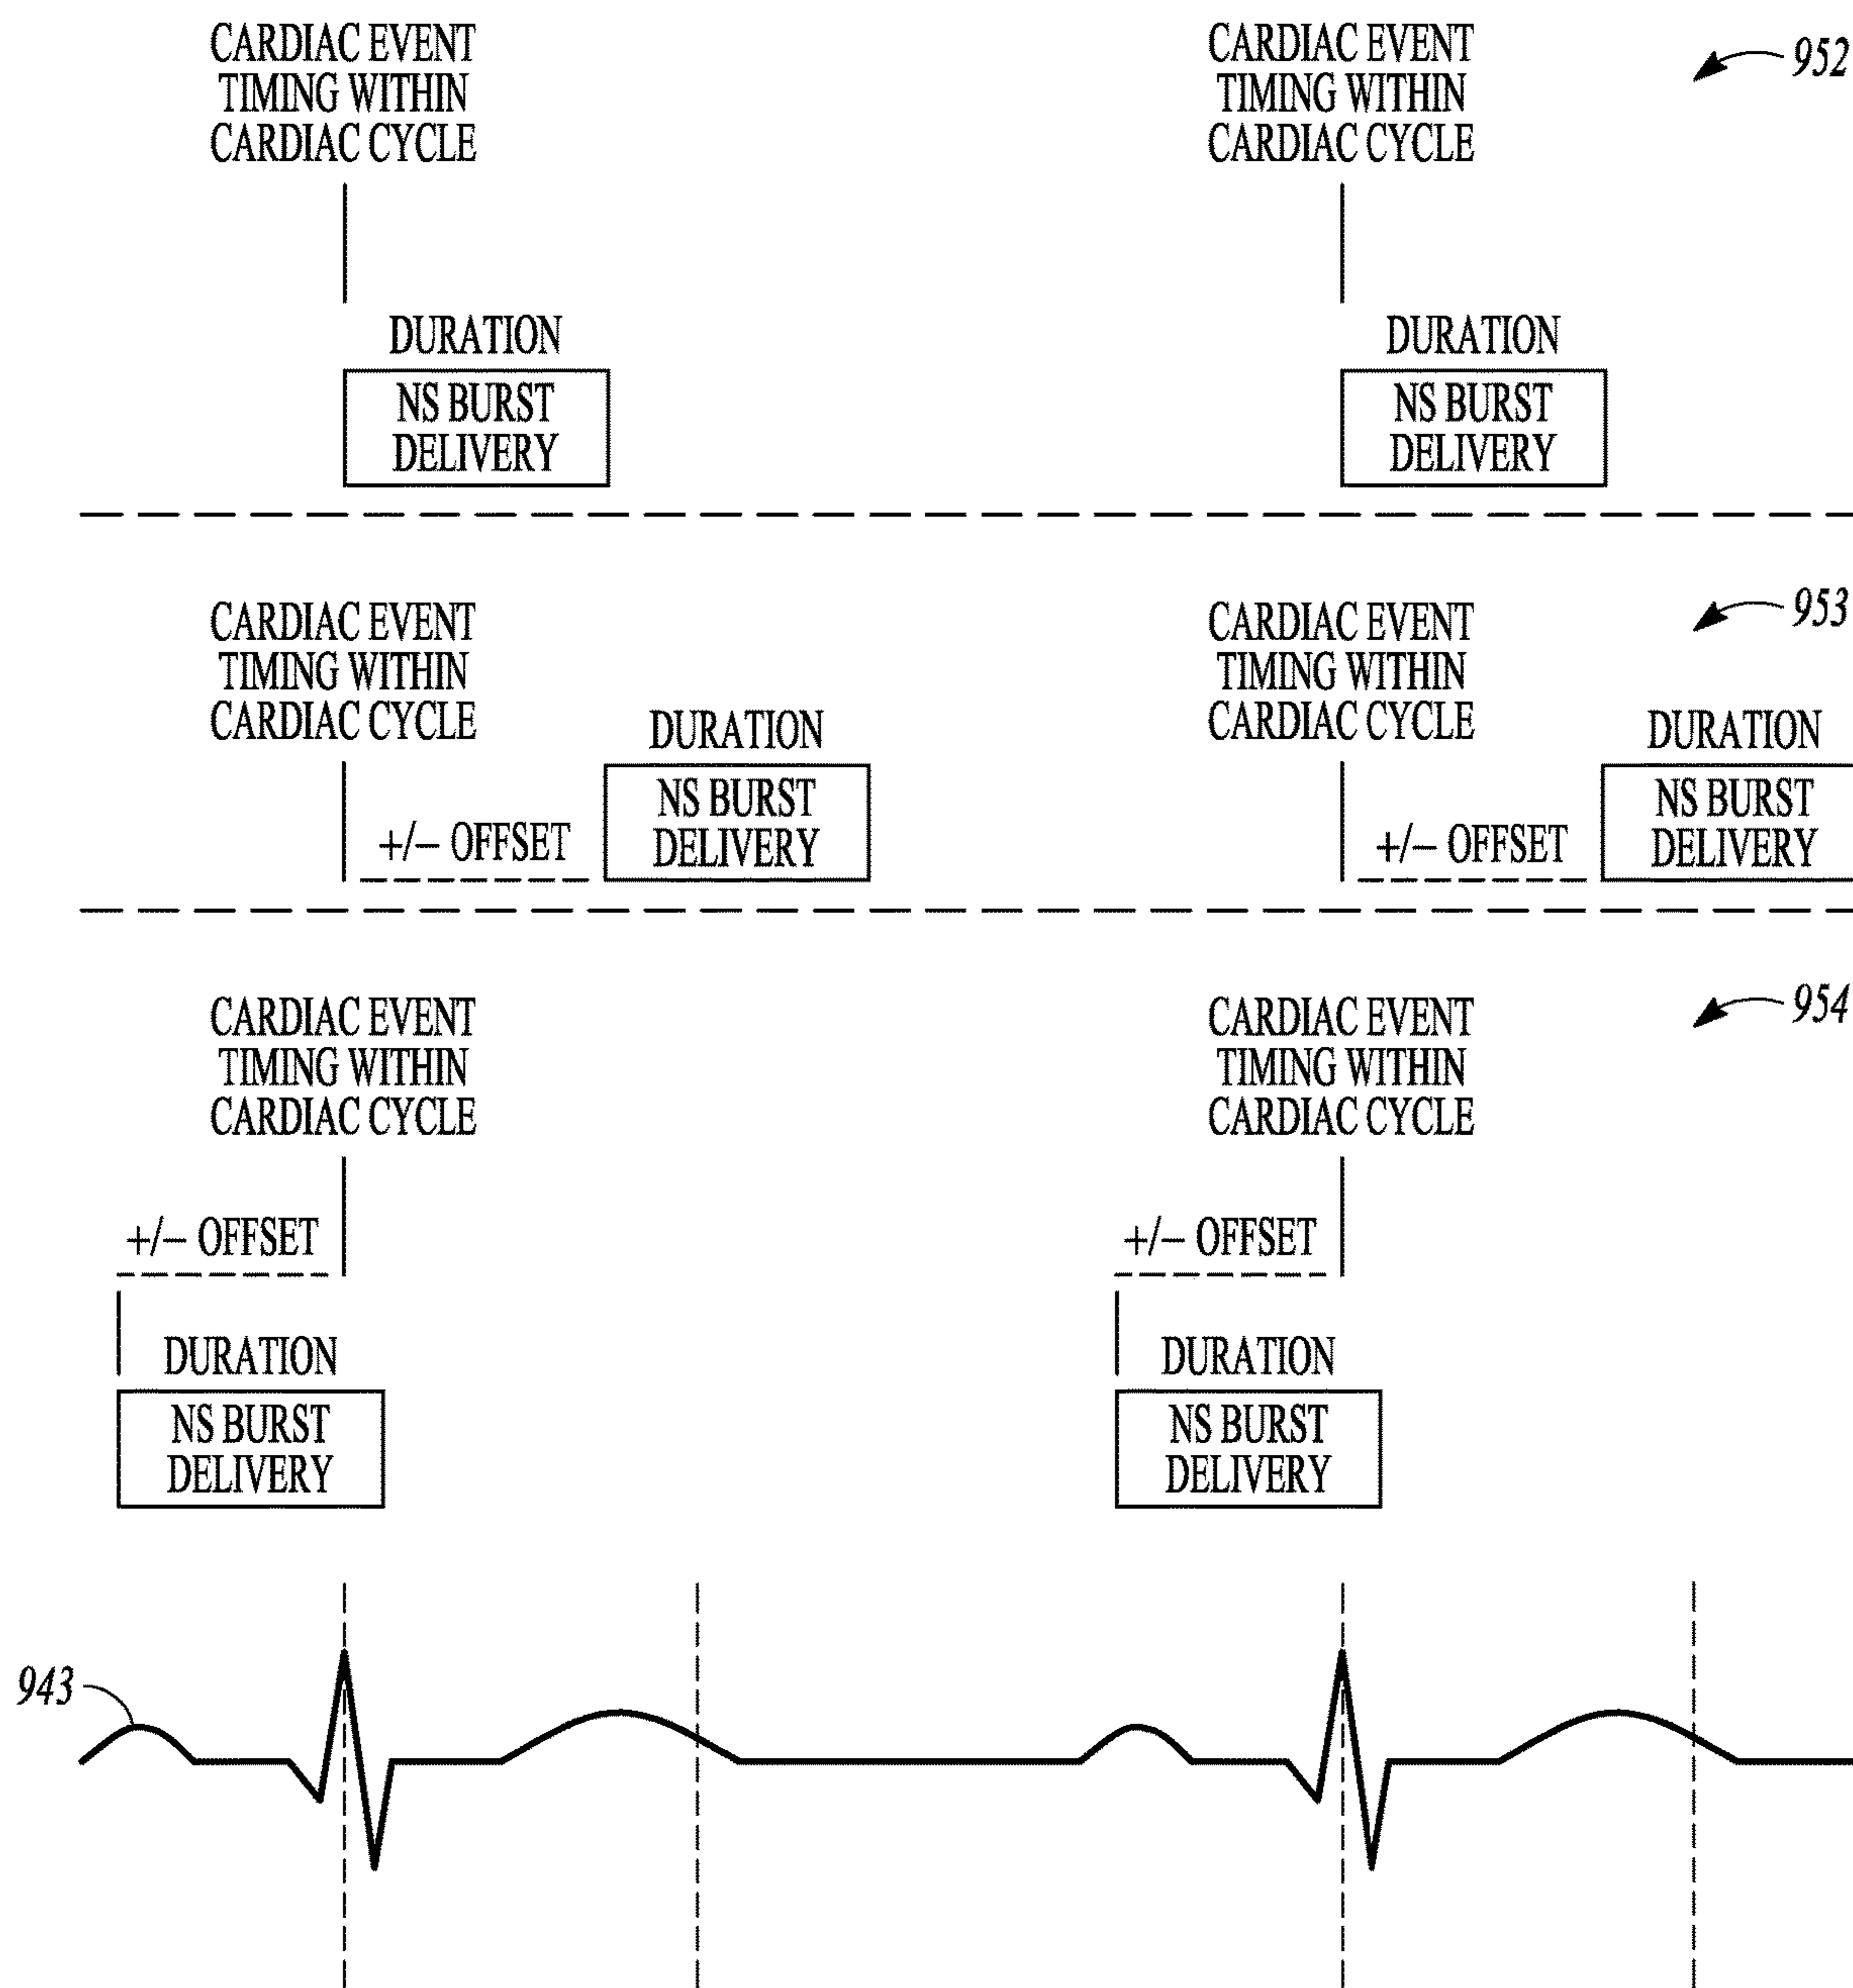 CARDIAC EVENT
TIMING WITHIN
CARDIAC CYCLE
CARDIAC EVENT
TIMING WITHIN
CARDIAC CYCLE
952
DURATION
NS BURST
DELIVERY
DURATION
NS BURST
DELIVERY
CARDIAC EVENT
TIMING WITHIN
CARDIAC CYCLE
+/− OFFSET
DURATION
NS BURST
DELIVERY
CARDIAC EVENT
TIMING WITHIN
CARDIAC CYCLE
+/− OFFSET
DURATION
NS BURST
DELIVERY
953
CARDIAC EVENT
TIMING WITHIN
CARDIAC CYCLE
+/− OFFSET
DURATION
NS BURST
DELIVERY
CARDIAC EVENT
TIMING WITHIN
CARDIAC CYCLE
+/− OFFSET
DURATION
NS BURST
DELIVERY
954
943